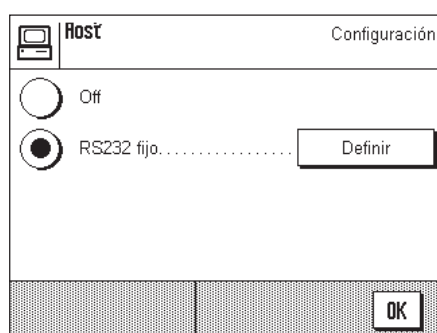 Host Configuración
Off
RS232 fijo................ Definir
OK